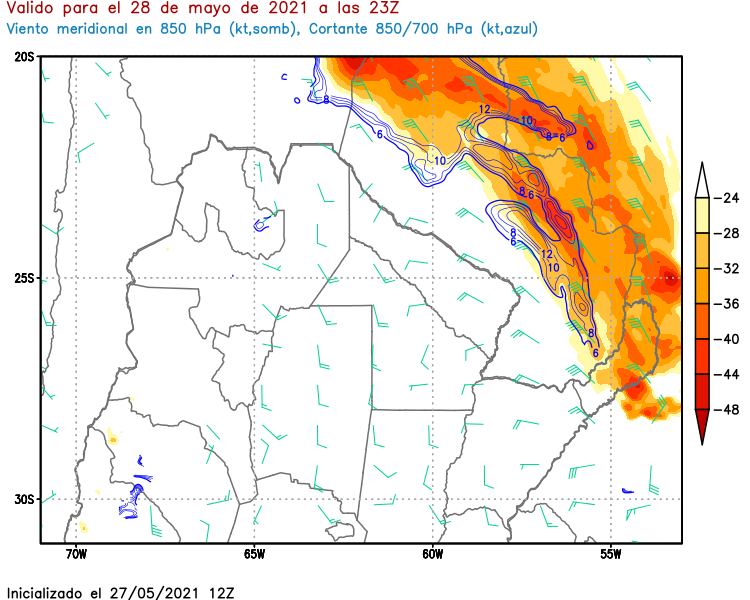 Valido para el 28 de mayo de 2021 a las 23Z
Viento meridional en 850 hPa (kt,somb), Cortante 850/700 hPa (kt,azul)
20S
8
12
10
8
6
6
10
8 6
8
6
12
10
-24
-28
-32
-36
-40
-44
-48
25S
8
6
30S
70W
65W
60W
55W
Inicializado el 27/05/2021 12Z